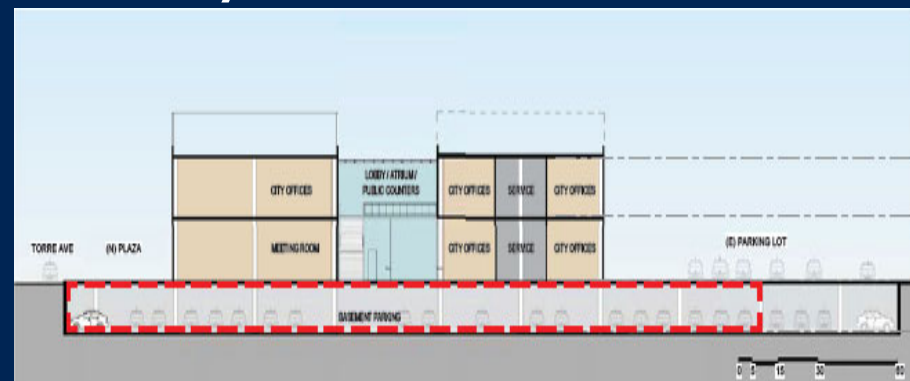 LOBBY / ATRIUM /
PUBLIC COUNTERS
CITY OFFICES
CITY OFFICES
SERVICE
CITY OFFICES
TORRE AVE
(N) PLAZA
MEETING ROOM
CITY OFFICES
SERVICE
CITY OFFICES
(E) PARKING LOT
BASEMENT PARKING
0 5 15 30 60